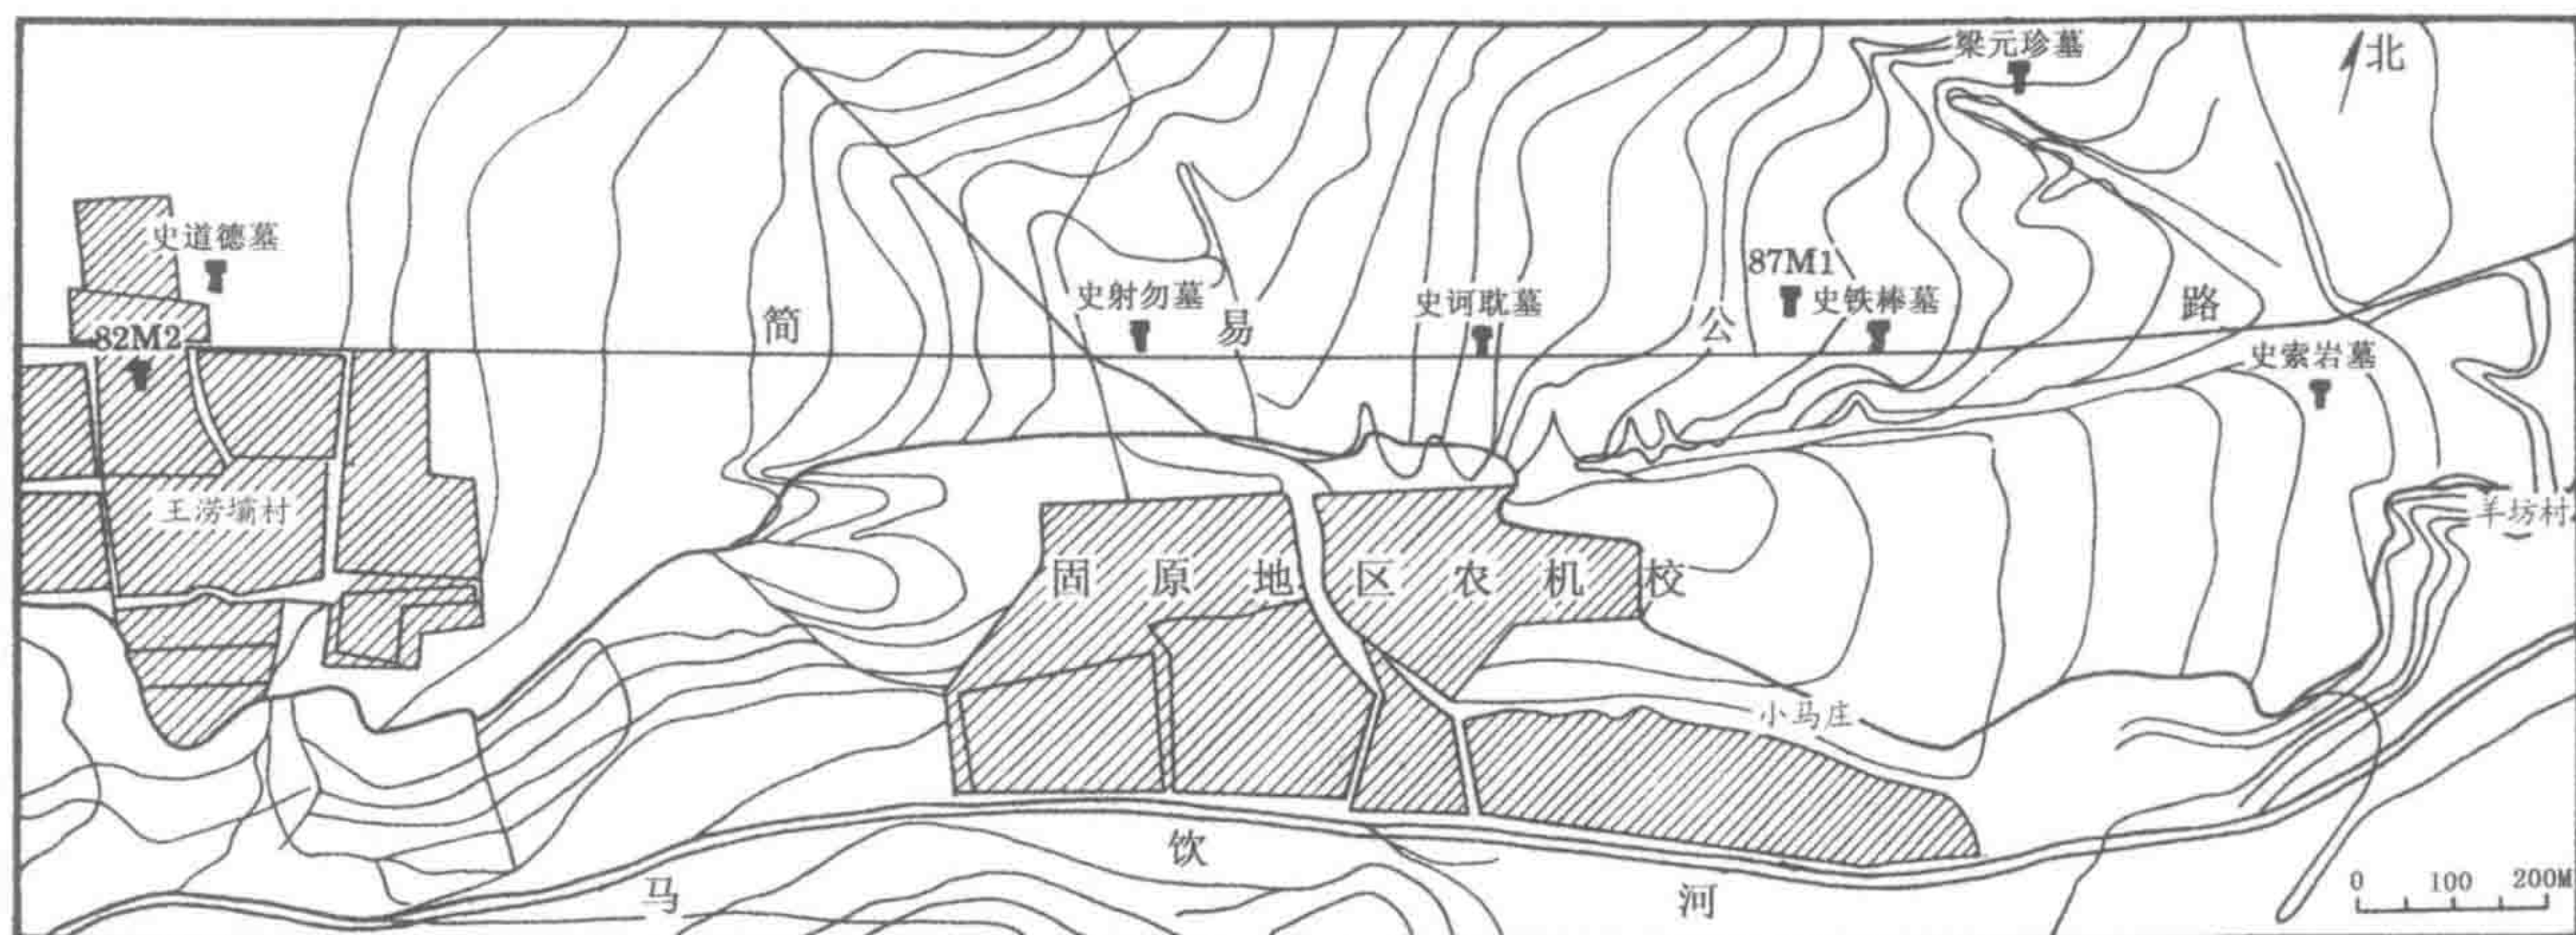 梁元珍墓
北
史道德墓
87M1
史射勿墓
史诃耽墓
史铁棒墓
简易公路
82M2
史索岩墓
王涝坝村
羊坊村
固原地区农机校
小马庄
饮
马
河
0 100 200M